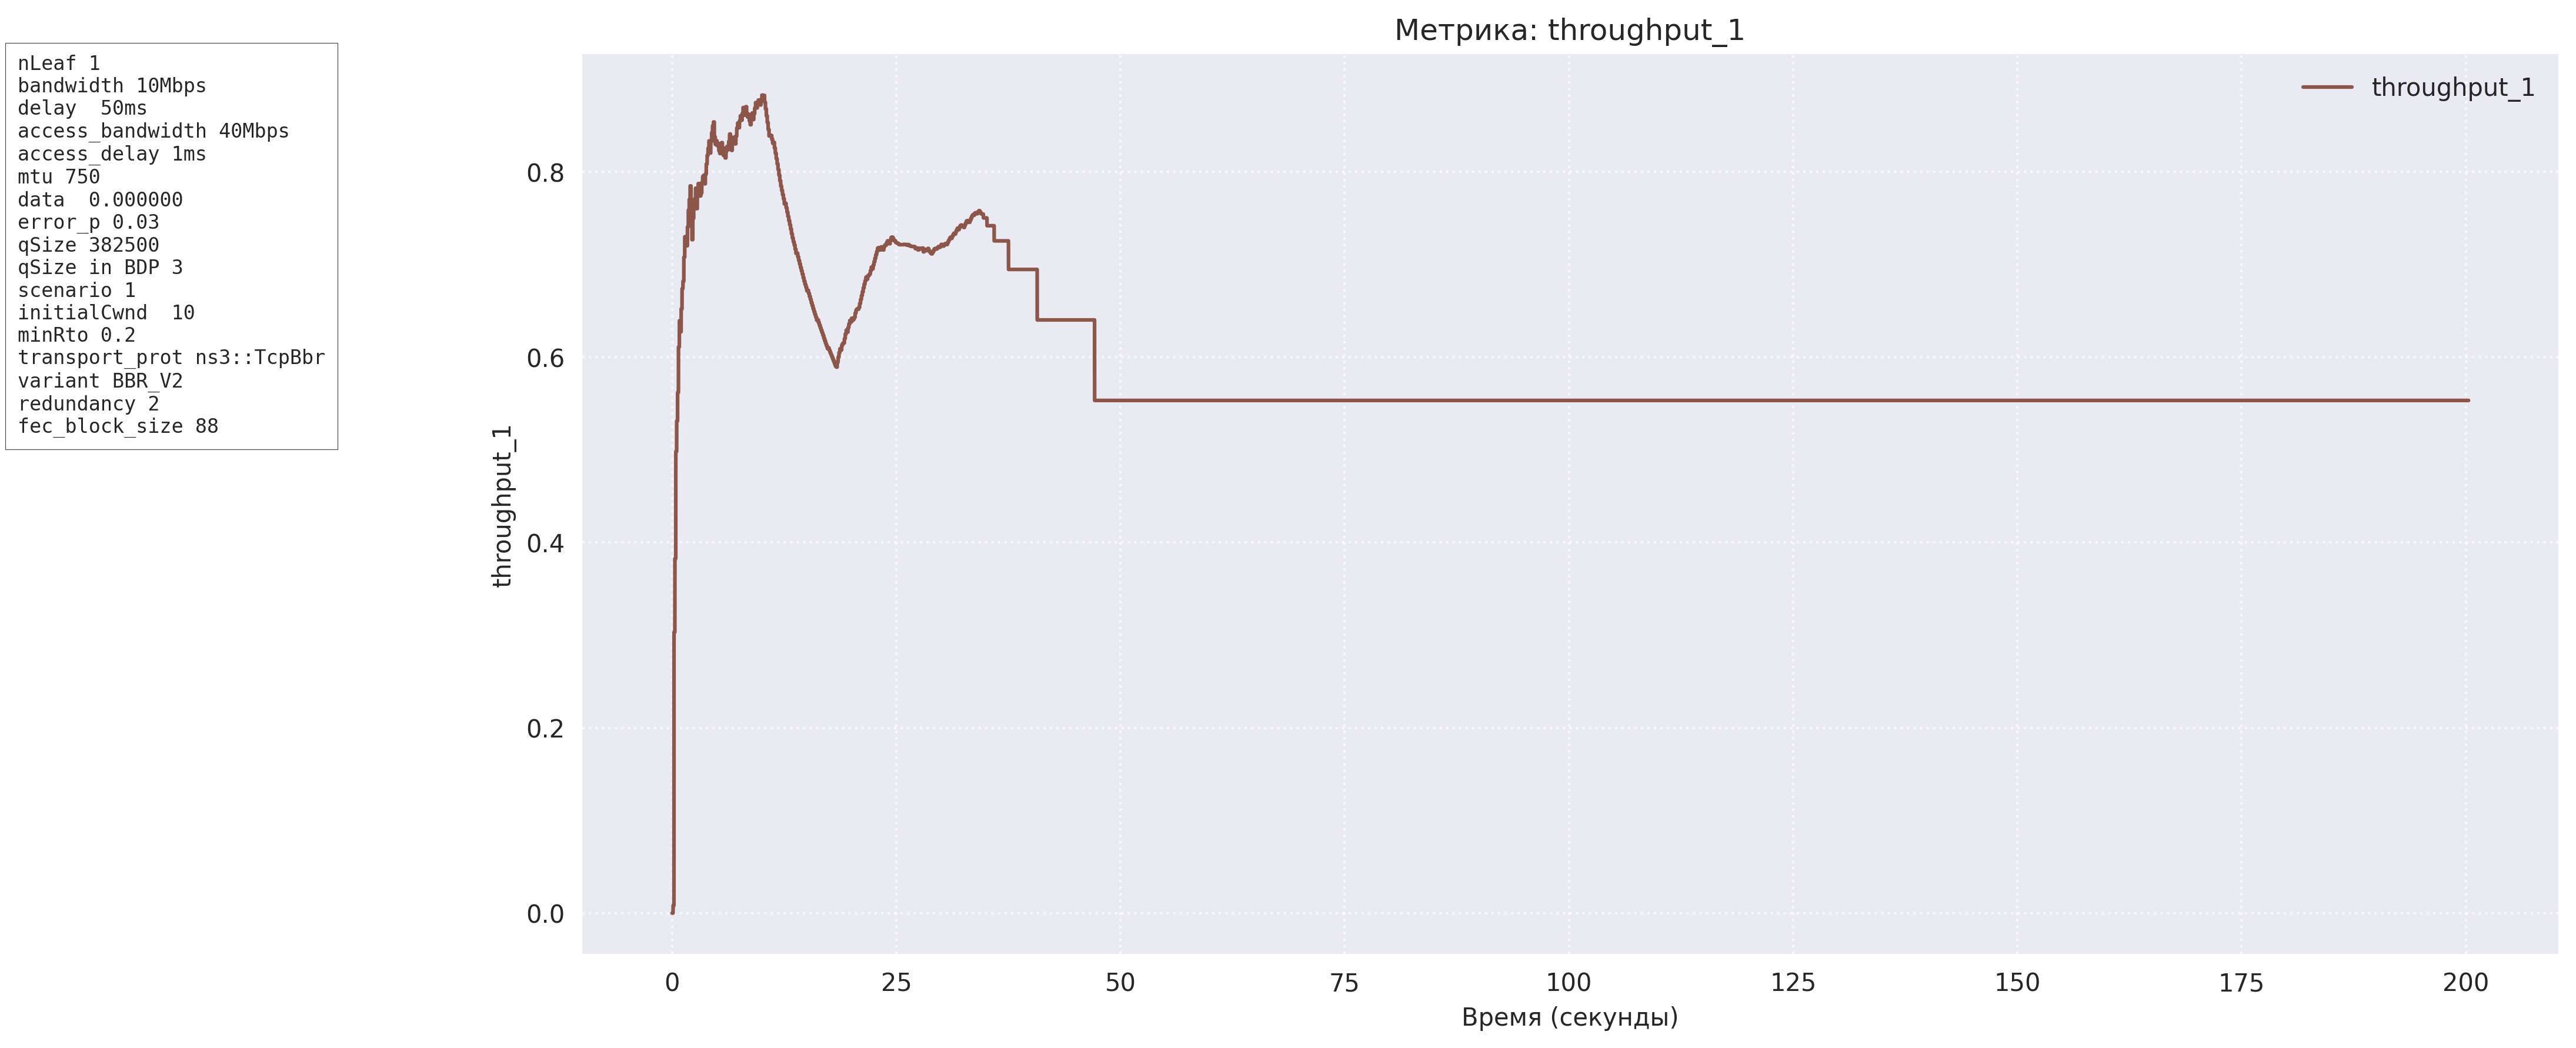 Метрика: throughput_1
nLeaf 1
bandwidth 10Mbps
delay  50ms
access_bandwidth 40Mbps
access_delay 1ms
mtu 750
data  0.000000
error_p 0.03
qSize 382500
qSize in BDP 3
scenario 1
initialCwnd  10
minRto 0.2
transport_prot ns3::TcpBbr
variant BBR_V2
redundancy 2
fec_block_size 88
throughput_1
throughput_1
0.8
0.6
0.4
0.2
0.0
0 25 50 75 100 125 150 175 200
Время (секунды)